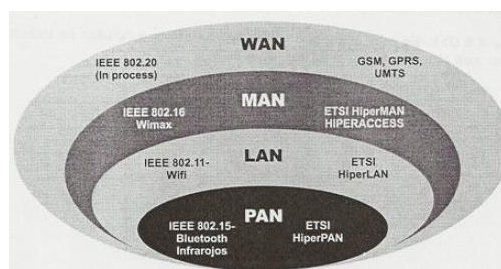 WAN
IEEE 802.20
(In process)
GSM, GPRS,
UMTS
MAN
IEEE 802.16
Wimax
ETSI HiperMAN
HIPERACCESS
LAN
IEEE 802.11-
Wifi
ETSI
HiperLAN
PAN
IEEE 802.15-
Bluetooth
Infrarojos
ETSI
HiperPAN